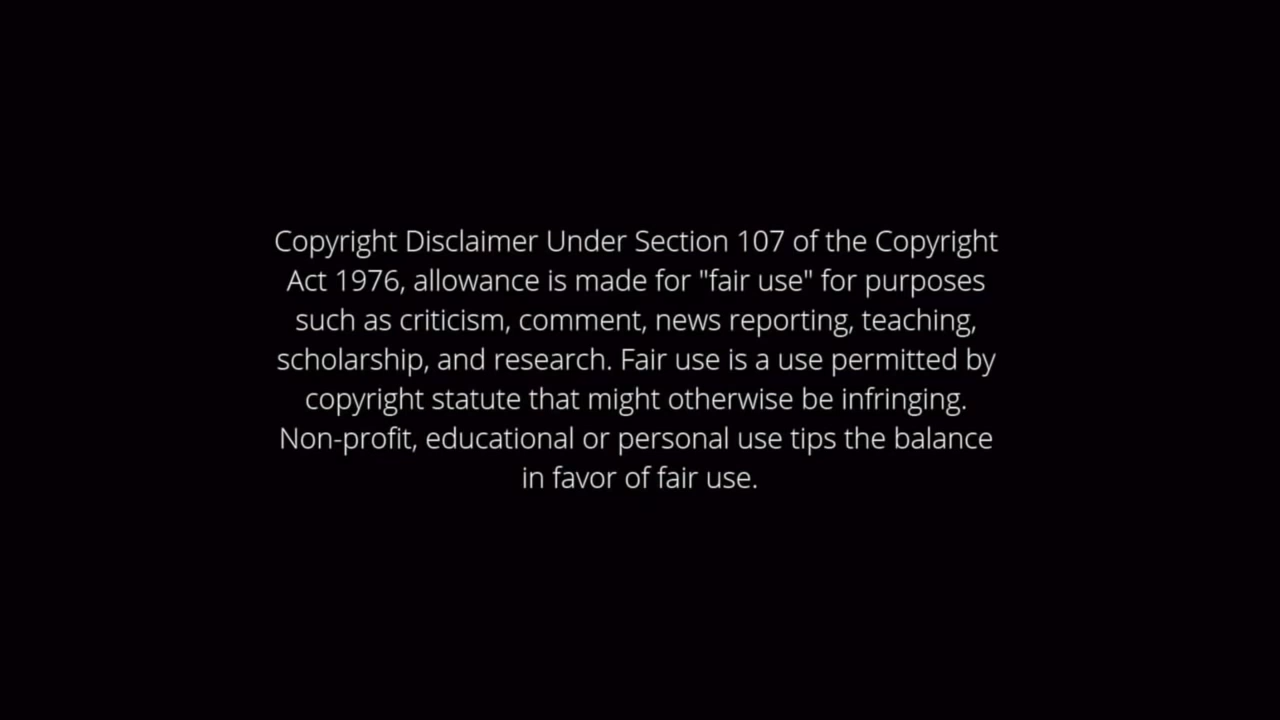 Copyright Disclaimer Under Section 107 of the Copyright
Act 1976, allowance is made for "fair use" for purposes
such as criticism, comment, news reporting, teaching,
scholarship, and research. Fair use is a use permitted by
copyright statute that might otherwise be infringing.
Non-profit, educational or personal use tips the balance
in favor of fair use.